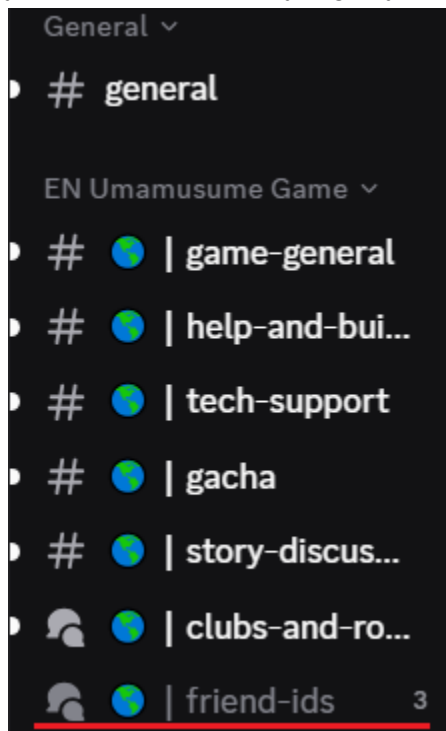 General
# general
EN Umamusume Game
# 🌎 | game-general
# 🌎 | help-and-bui...
# 🌎 | tech-support
# 🌎 | gacha
# 🌎 | story-discus...
🌎 | clubs-and-ro...
🌎 | friend-ids 3